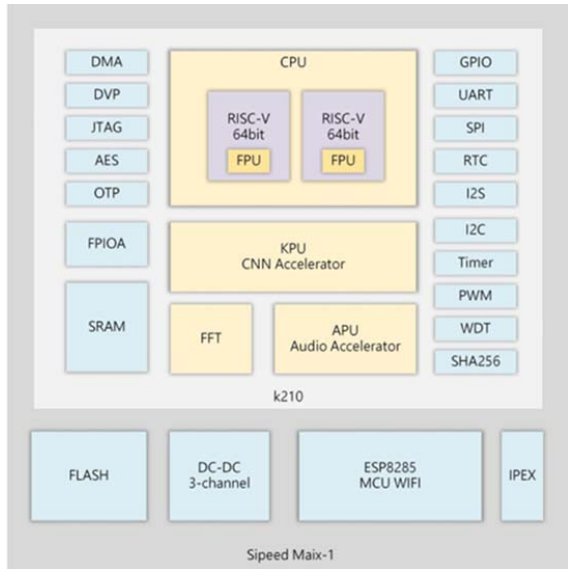 DMA
DVP
JTAG
AES
OTP
FPIOA
SRAM
CPU
RISC-V
64bit
FPU
RISC-V
64bit
FPU
KPU
CNN Accelerator
FFT
APU
Audio Accelerator
GPIO
UART
SPI
RTC
I2S
I2C
Timer
PWM
WDT
SHA256
k210
FLASH
DC-DC
3-channel
ESP8285
MCU WIFI
IPEX
Sipeed Maix-1